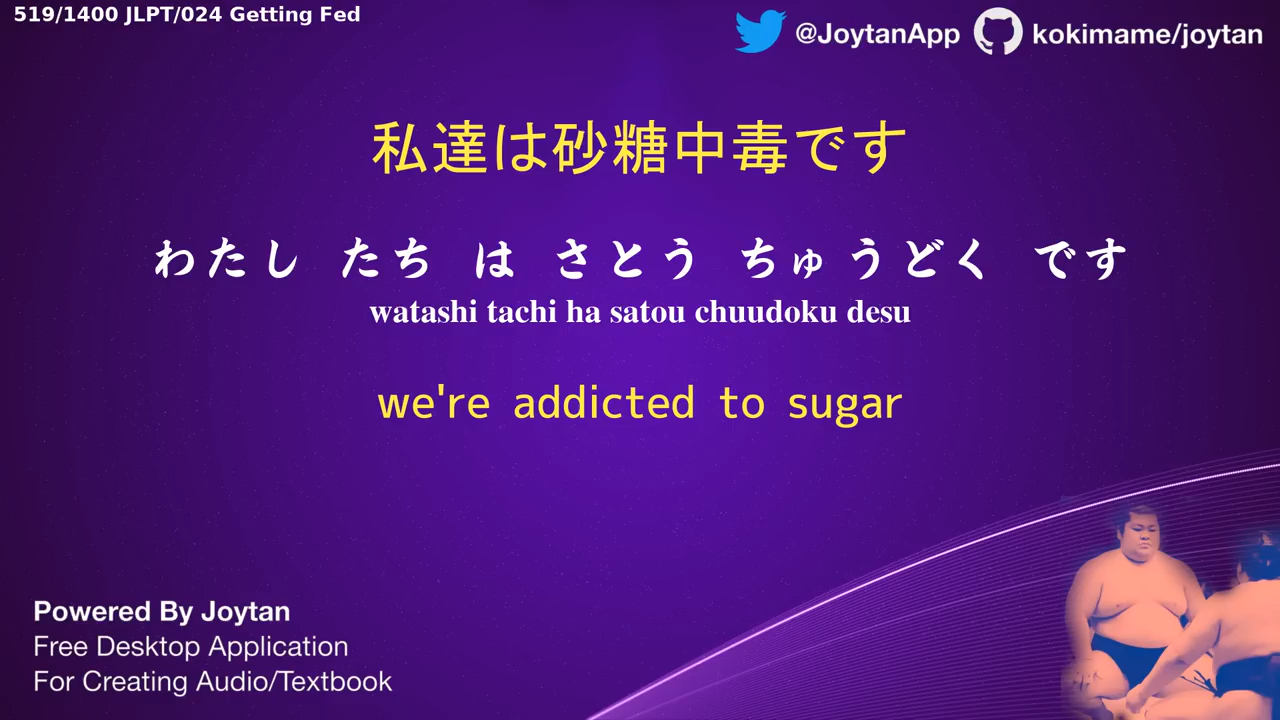 519/1400 JLPT/024 Getting Fed
@JoytanApp kokimame/joytan
私達は砂糖中毒です
わたし たち は さとう ちゅうどく です
watashi tachi ha satou chuudoku desu
we're addicted to sugar
Powered By Joytan
Free Desktop Application
For Creating Audio/Textbook